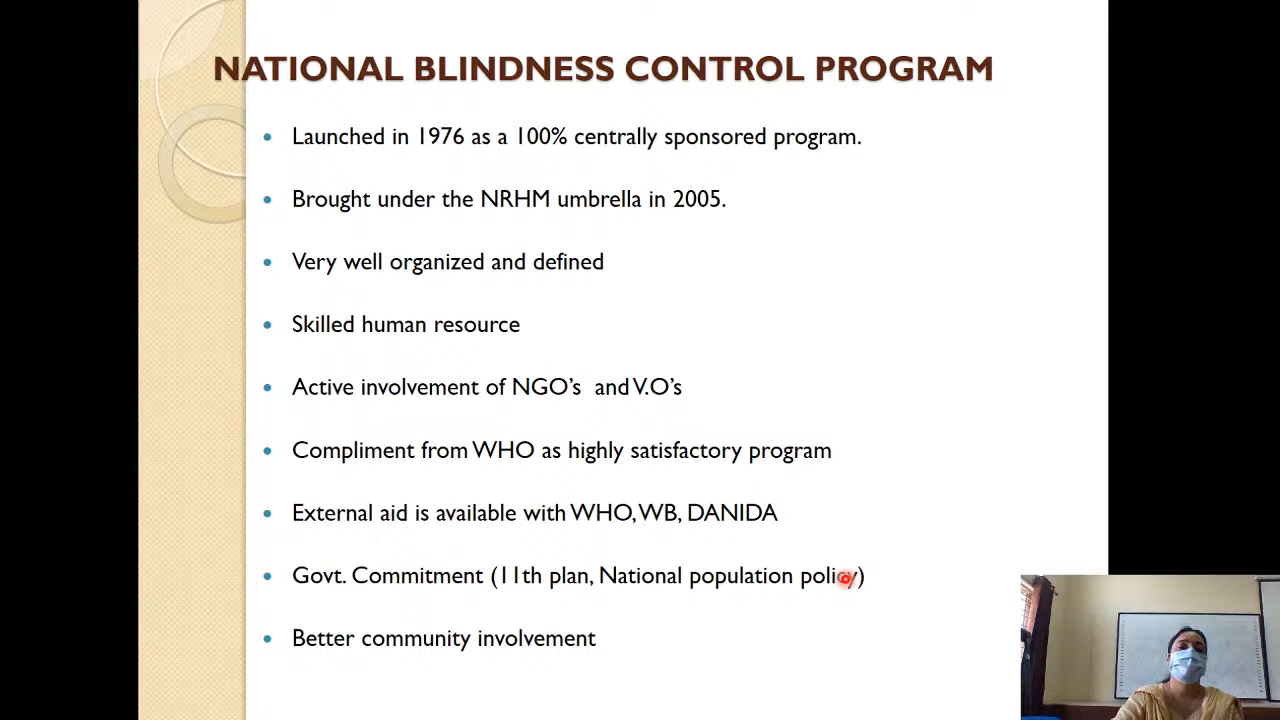 NATIONAL BLINDNESS CONTROL PROGRAM
Launched in 1976 as a 100% centrally sponsored program.
Brought under the NRHM umbrella in 2005.
Very well organized and defined
Skilled human resource
Active involvement of NGO’s and V.O’s
Compliment from WHO as highly satisfactory program
External aid is available with WHO, WB, DANIDA
Govt. Commitment (11th plan, National population policy)
Better community involvement